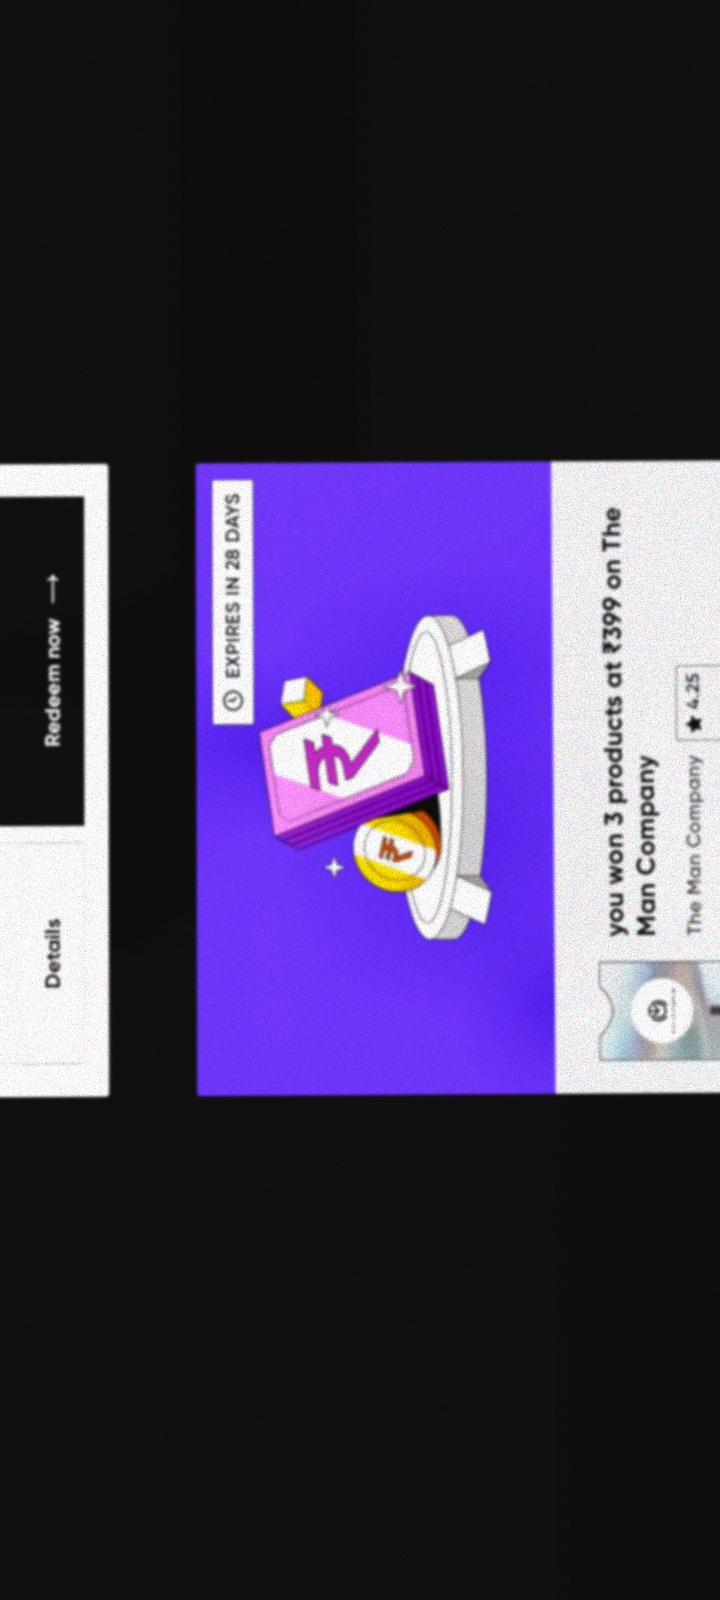 Details
Redeem now →
EXPIRES IN 28 DAYS
₹
₹
you won 3 products at ₹399 on The
Man Company
The Man Company
★ 4.25